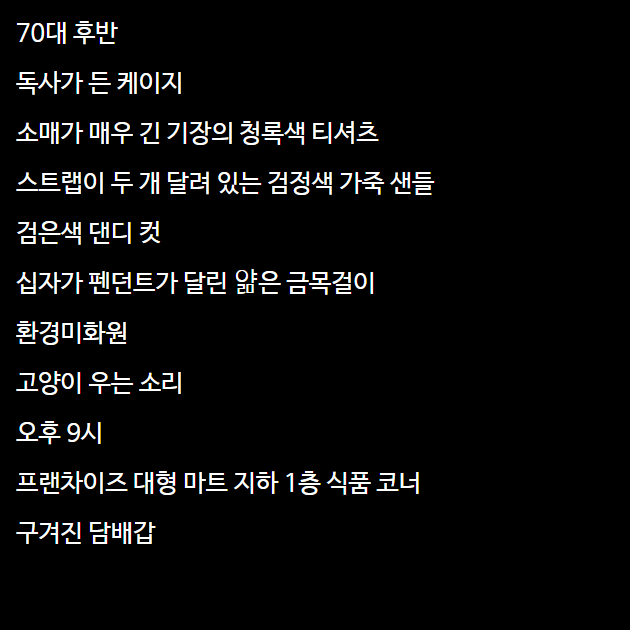 70대 후반
독사가 든 케이지
소매가 매우 긴 기장의 청록색 티셔츠
스트랩이 두 개 달려 있는 검정색 가죽 샌들
검은색 댄디 컷
십자가 펜던트가 달린 얇은 금목걸이
환경미화원
고양이 우는 소리
오후 9시
프랜차이즈 대형 마트 지하 1층 식품 코너
구겨진 담배갑